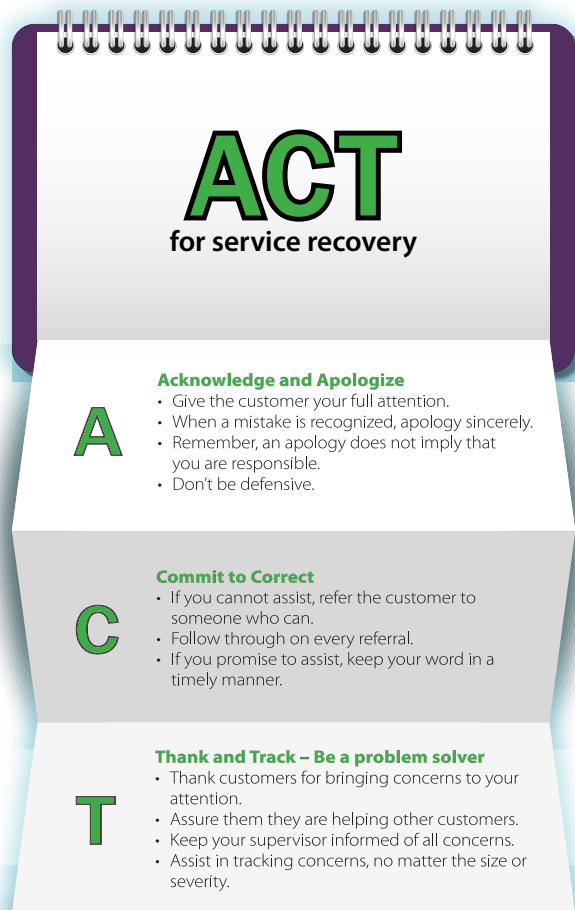 ACT
for service recovery
A
Acknowledge and Apologize
• Give the customer your full attention.
• When a mistake is recognized, apology sincerely.
• Remember, an apology does not imply that
you are responsible.
• Don’t be defensive.
C
Commit to Correct
• If you cannot assist, refer the customer to
someone who can.
• Follow through on every referral.
• If you promise to assist, keep your word in a
timely manner.
T
Thank and Track – Be a problem solver
• Thank customers for bringing concerns to your
attention.
• Assure them they are helping other customers.
• Keep your supervisor informed of all concerns.
• Assist in tracking concerns, no matter the size or
severity.